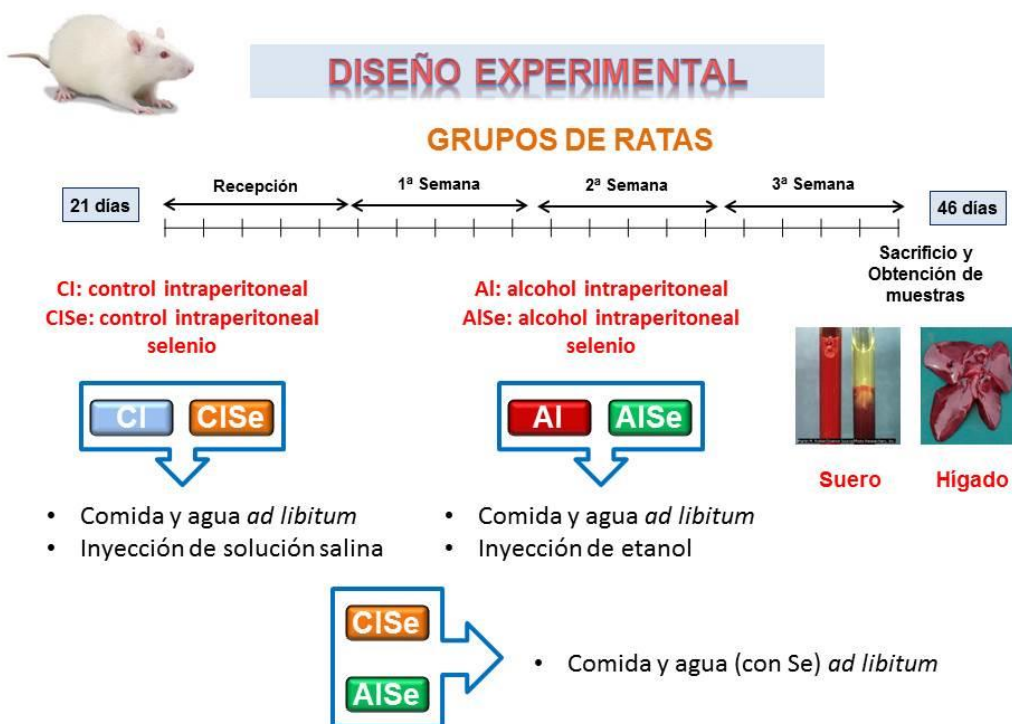 DISEÑO EXPERIMENTAL
GRUPOS DE RATAS
21 días
Recepción
1ª Semana
2ª Semana
3ª Semana
46 días
Sacrificio y
Obtención de
muestras
CI: control intraperitoneal
CISe: control intraperitoneal
selenio
AI: alcohol intraperitoneal
AISe: alcohol intraperitoneal
selenio
CI
CISe
AI
AISe
Suero
Hígado
• Comida y agua ad libitum
• Inyección de solución salina
• Comida y agua ad libitum
• Inyección de etanol
CISe
AISe
• Comida y agua (con Se) ad libitum